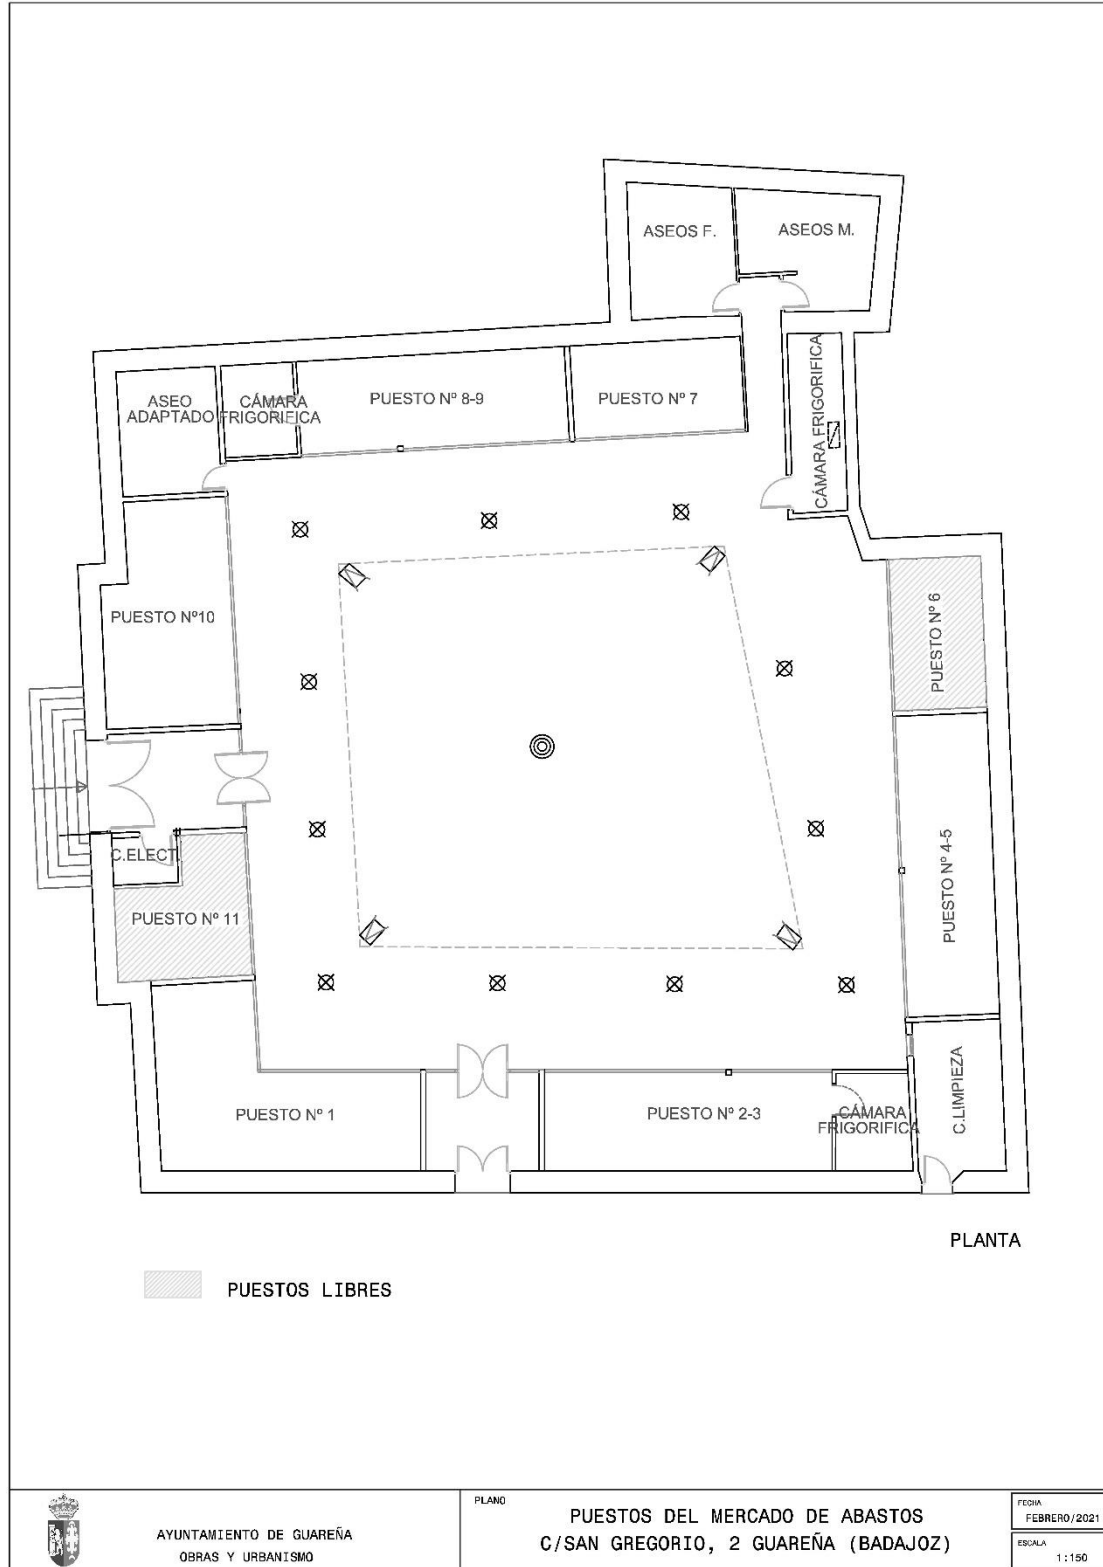 ASEOS F.
ASEOS M.
ASEO
ADAPTADO
CÁMARA
FRIGORIFICA
PUESTO Nº 8-9
PUESTO Nº 7
CÁMARA FRIGORIFICA
PUESTO Nº10
PUESTO Nº 6
C.ELECT.
PUESTO Nº 11
PUESTO Nº 4-5
PUESTO Nº 1
PUESTO Nº 2-3
CÁMARA
FRIGORIFICA
C.LIMPIEZA
PLANTA
PUESTOS LIBRES
AYUNTAMIENTO DE GUAREÑA
OBRAS Y URBANISMO
PLANO
PUESTOS DEL MERCADO DE ABASTOS
C/SAN GREGORIO, 2 GUAREÑA (BADAJOZ)
FECHA
FEBRERO/2021
ESCALA
1:150